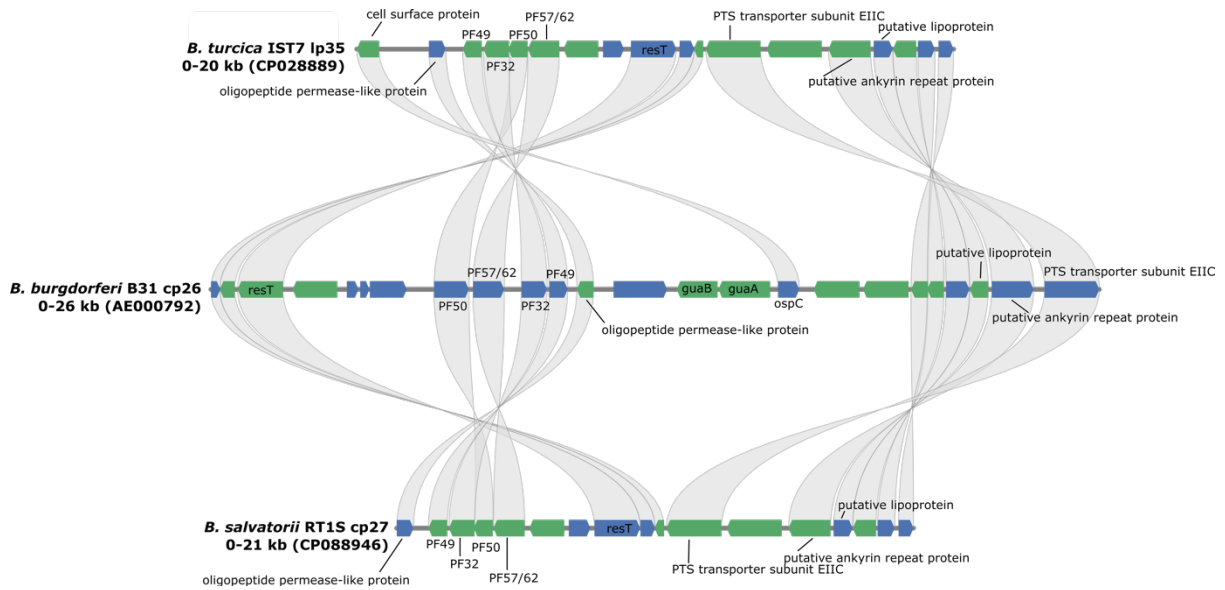 cell surface protein
PF49
PF50
PF57/62
PTS transporter subunit EIIC
putative lipoprotein
B. turcica IST7 lp35
0-20 kb (CP028889)
resT
PF32
oligopeptide permease-like protein
putative ankyrin repeat protein
putative lipoprotein
PF57/62
PF49
PTS transporter subunit EIIC
B. burgdorferi B31 cp26
0-26 kb (AE000792)
resT
guaB
guaA
PF50
PF32
ospC
oligopeptide permease-like protein
putative ankyrin repeat protein
putative lipoprotein
B. salvatorii RT1S cp27
0-21 kb (CP088946)
resT
PF49
PF50
PF32
putative ankyrin repeat protein
oligopeptide permease-like protein
PF57/62
PTS transporter subunit EIIC